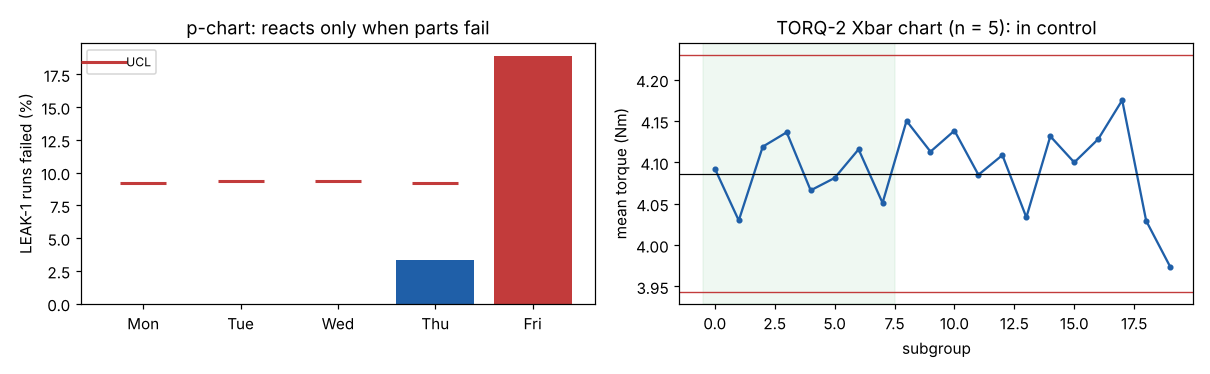 p-chart: reacts only when parts fail
UCL
LEAK-1 runs failed (%)
17.5
15.0
12.5
10.0
7.5
5.0
2.5
0.0
Mon Tue Wed Thu Fri
TORQ-2 Xbar chart (n = 5): in control
mean torque (Nm)
4.20
4.15
4.10
4.05
4.00
3.95
0.0 2.5 5.0 7.5 10.0 12.5 15.0 17.5
subgroup